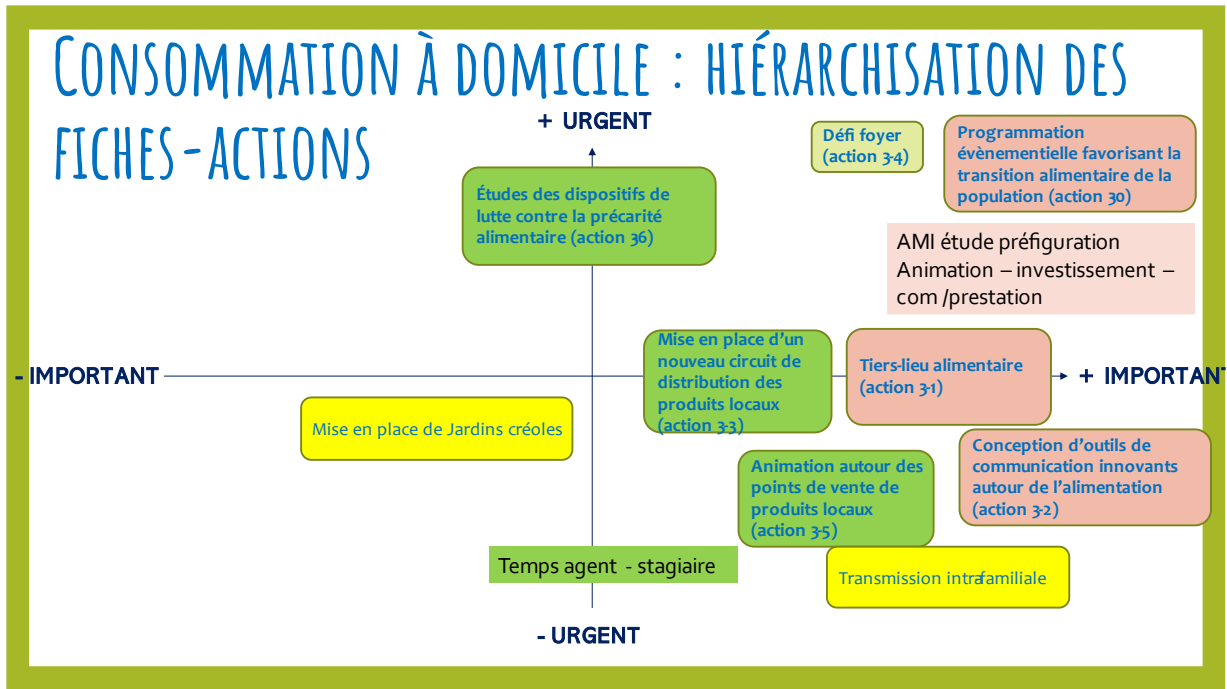 Consommation à domicile : hiérarchisation des
fiches-actions
+ URGENT
Défi foyer
(action 3-4)
Programmation
évènementielle favorisant la
transition alimentaire de la
population (action 30)
Études des dispositifs de
lutte contre la précarité
alimentaire (action 36)
AMI étude préfiguration
Animation – investissement –
com /prestation
Mise en place d’un
nouveau circuit de
distribution des
produits locaux
(action 3-3)
Tiers-lieu alimentaire
(action 3-1)
- IMPORTANT
+ IMPORTANT
Mise en place de Jardins créoles
Conception d’outils de
communication innovants
autour de l’alimentation
(action 3-2)
Animation autour des
points de vente de
produits locaux
(action 3-5)
Temps agent - stagiaire
Transmission intrafamiliale
- URGENT